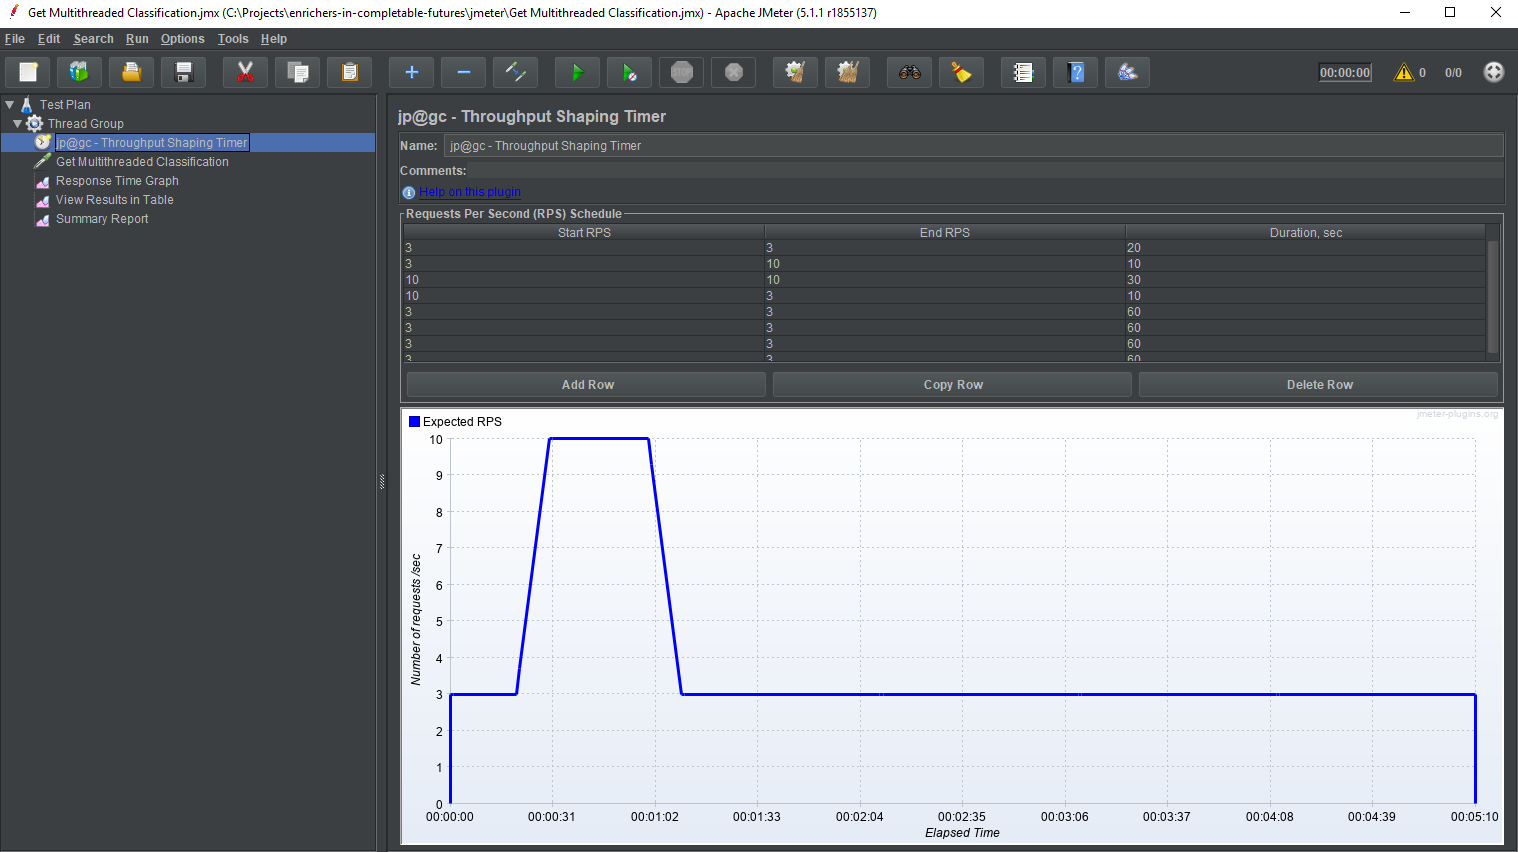 Get Multithreaded Classification.jmx (C:\Projects\enrichers-in-completable-futures\jmeter\Get Multithreaded Classification.jmx) - Apache JMeter (5.1.1 r1855137)
File Edit Search Run Options Tools Help
STOP 00:00:00 0 0/0
Test Plan
Thread Group
jp@gc - Throughput Shaping Timer
Get Multithreaded Classification
Response Time Graph
View Results in Table
Summary Report
jp@gc - Throughput Shaping Timer
Name: jp@gc - Throughput Shaping Timer
Comments:
Help on this plugin
Requests Per Second (RPS) Schedule
Start RPS End RPS Duration, sec
3 3 20
3 10 10
10 10 30
10 3 10
3 3 60
3 3 60
3 3 60
3 3 60
Add Row Copy Row Delete Row
jmeter-plugins.org
Expected RPS
10
9
8
7
6
5
4
3
2
1
0
Number of requests /sec
00:00:00 00:00:31 00:01:02 00:01:33 00:02:04 00:02:35 00:03:06 00:03:37 00:04:08 00:04:39 00:05:10
Elapsed Time